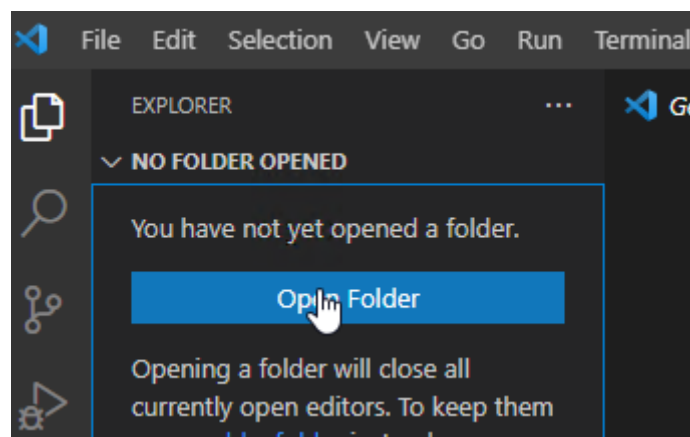 File Edit Selection View Go Run Terminal
EXPLORER ...
NO FOLDER OPENED
You have not yet opened a folder.
Open Folder
Opening a folder will close all
currently open editors. To keep them